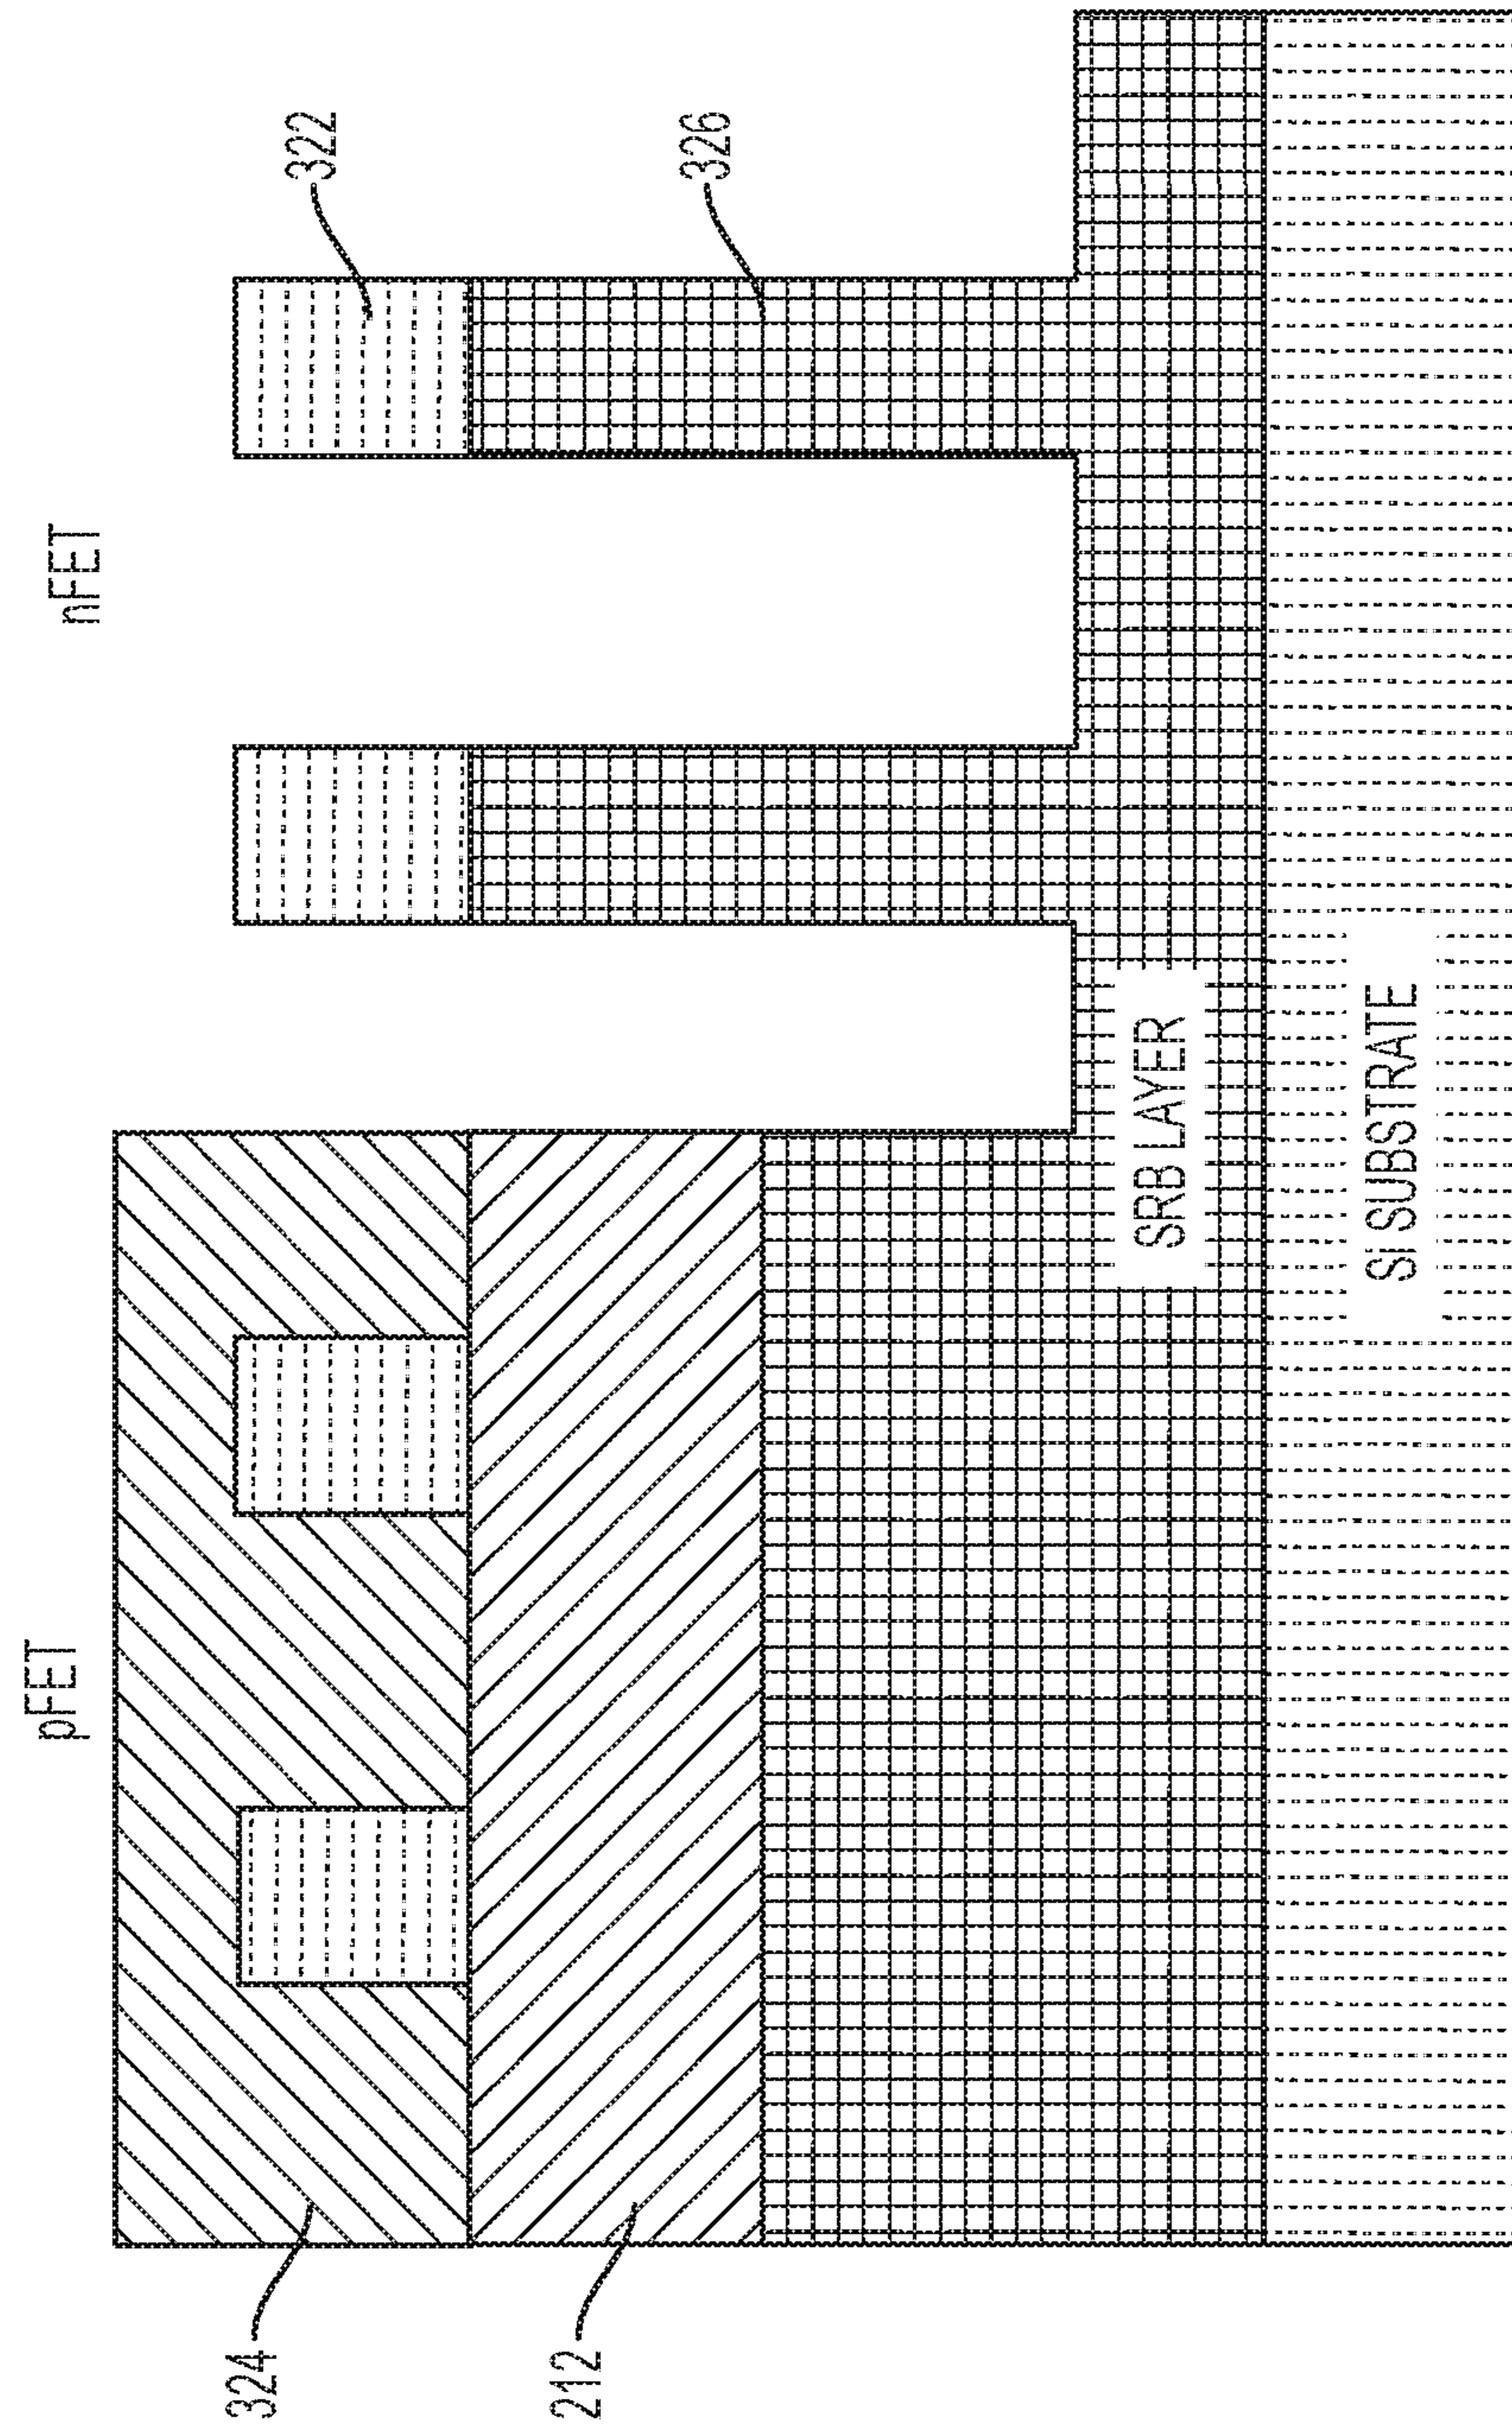 pFET
nFET
324
322
212
326
SRB LAYER
Si SUBSTRATE